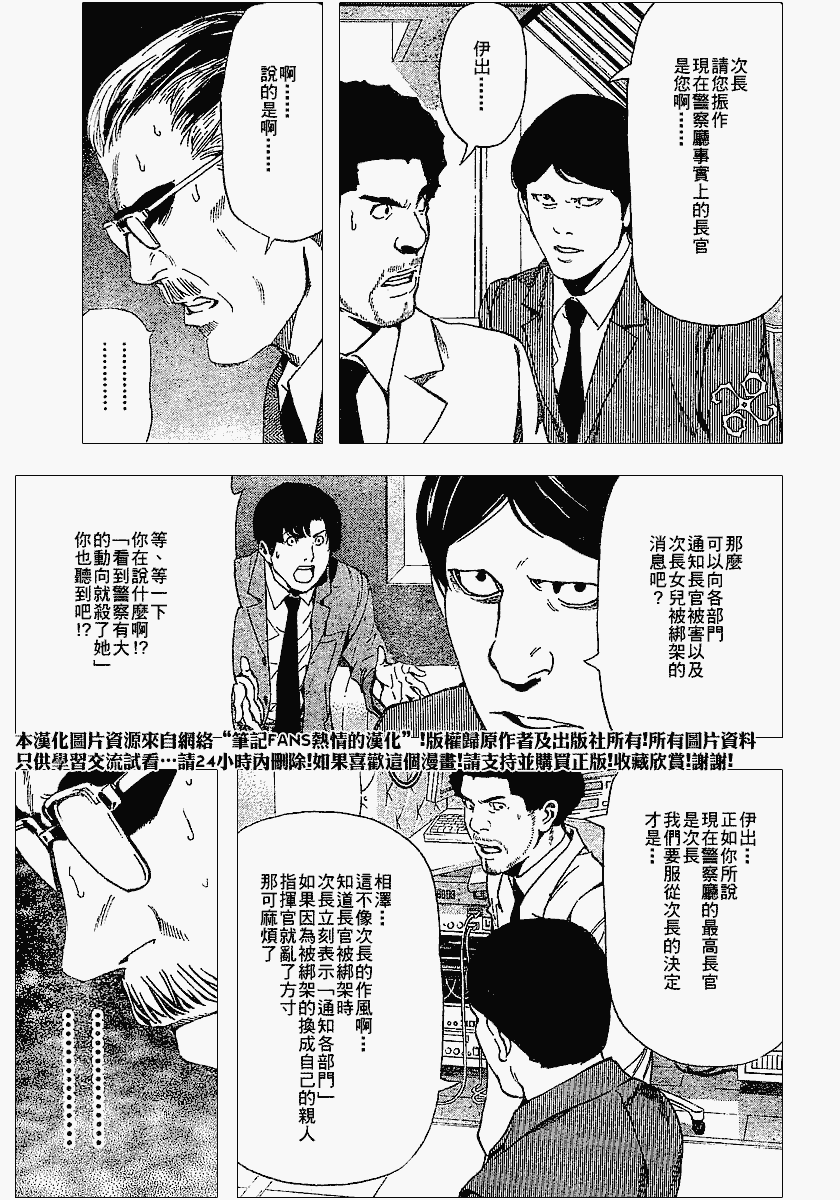 次長
請您振作
現在警察廳事實上的長官
是您啊……
伊出……
啊……
說的是啊……
…………
那麼
可以向各部門
通知長官被害以及
次長女兒被綁架的
消息吧？
等、等一下
你在說什麼啊!?
「看到警察有大
的動向就殺了她」
你也聽到吧!?
本漢化圖片資源來自網絡“筆記FANS熱情的漢化”!版權歸原作者及出版社所有!所有圖片資料
只供學習交流試看…請24小時內刪除!如果喜歡這個漫畫!請支持並購買正版!收藏欣賞!謝謝!
伊出…
正如你所說
現在警察廳的最高長官
是次長
我們要服從次長的決定
才是…
相澤…
這不像次長的作風啊…
知道長官被綁架時
次長立刻表示「通知各部門」
如果因為被綁架的換成自己的親人
指揮官就亂了方寸
那可麻煩了
…………